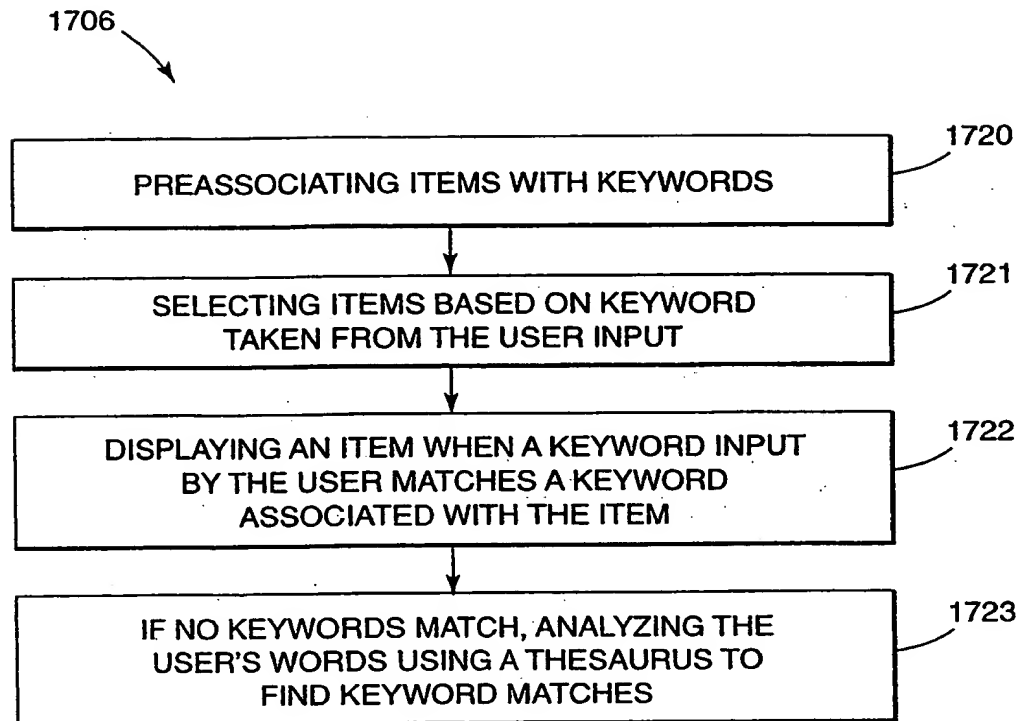 1706
1720
PREASSOCIATING ITEMS WITH KEYWORDS
1721
SELECTING ITEMS BASED ON KEYWORD
TAKEN FROM THE USER INPUT
1722
DISPLAYING AN ITEM WHEN A KEYWORD INPUT
BY THE USER MATCHES A KEYWORD
ASSOCIATED WITH THE ITEM
1723
IF NO KEYWORDS MATCH, ANALYZING THE
USER'S WORDS USING A THESAURUS TO
FIND KEYWORD MATCHES